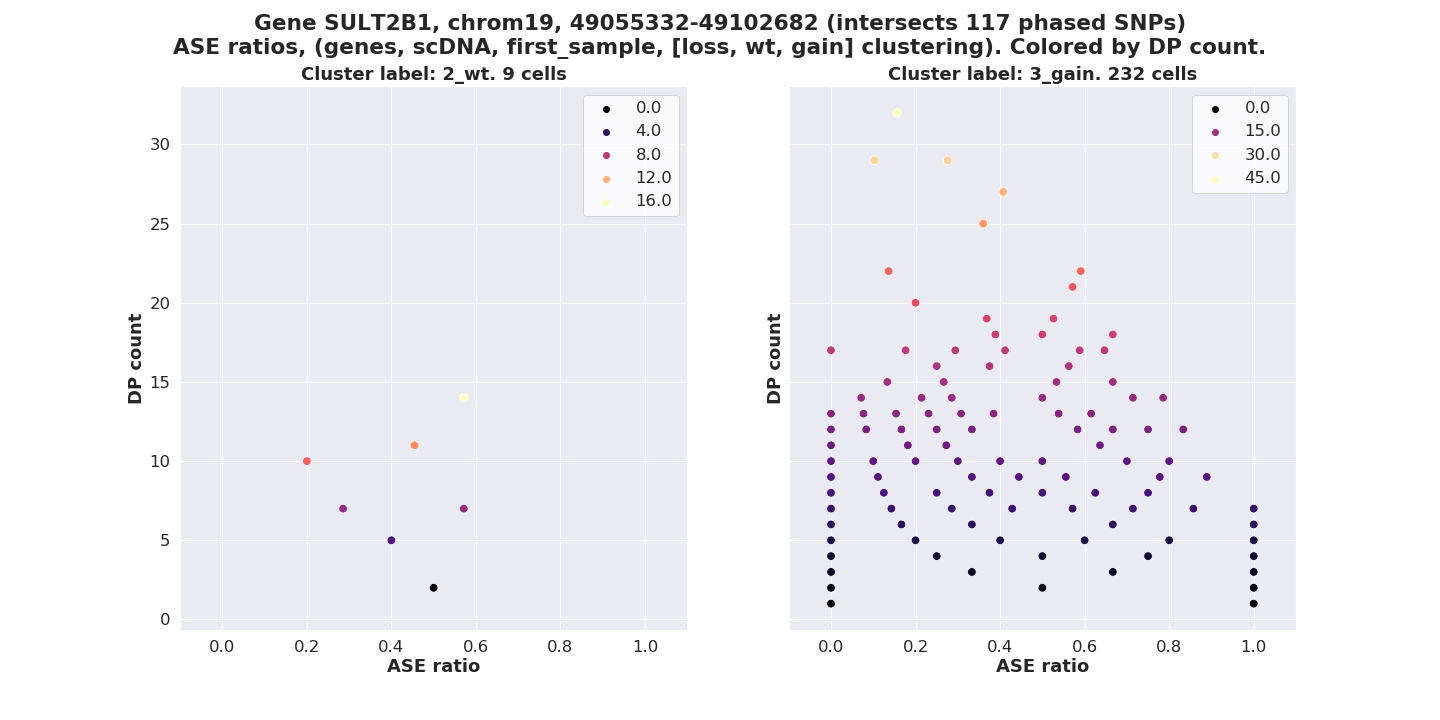 Gene SULT2B1, chrom19, 49055332-49102682 (intersects 117 phased SNPs)
ASE ratios, (genes, scDNA, first_sample, [loss, wt, gain] clustering). Colored by DP count.
Cluster label: 2_wt. 9 cells
0.0
4.0
8.0
12.0
16.0
30
25
20
15
10
5
0
DP count
0.0 0.2 0.4 0.6 0.8 1.0
ASE ratio
Cluster label: 3_gain. 232 cells
0.0
15.0
30.0
45.0
DP count
0.0 0.2 0.4 0.6 0.8 1.0
ASE ratio